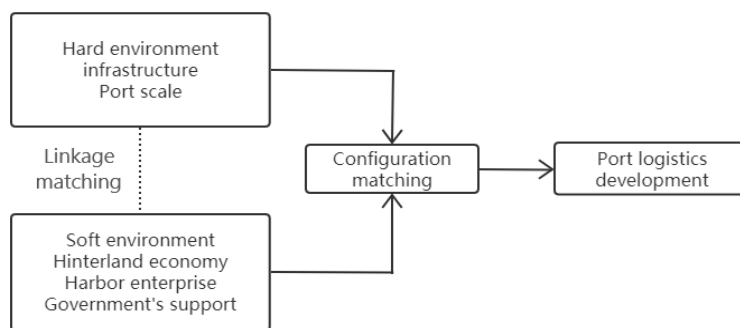 Hard environment
infrastructure
Port scale
Linkage
matching
Configuration
matching
Port logistics
development
Soft environment
Hinterland economy
Harbor enterprise
Government's support